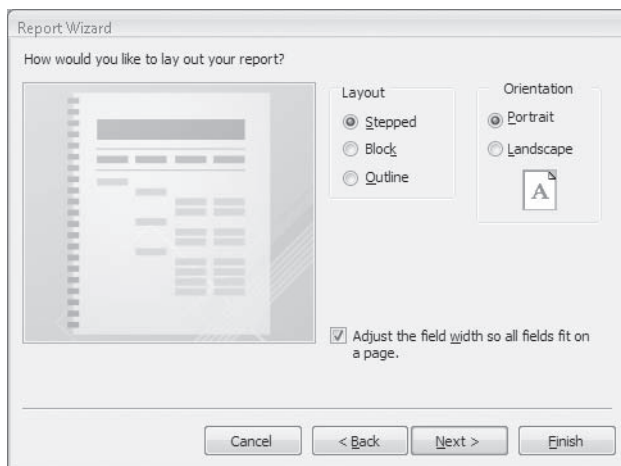 Report Wizard
How would you like to lay out your report?
Layout
Stepped
Block
Outline
Orientation
Portrait
Landscape
A
Adjust the field width so all fields fit on
a page.
Cancel
< Back
Next >
Finish